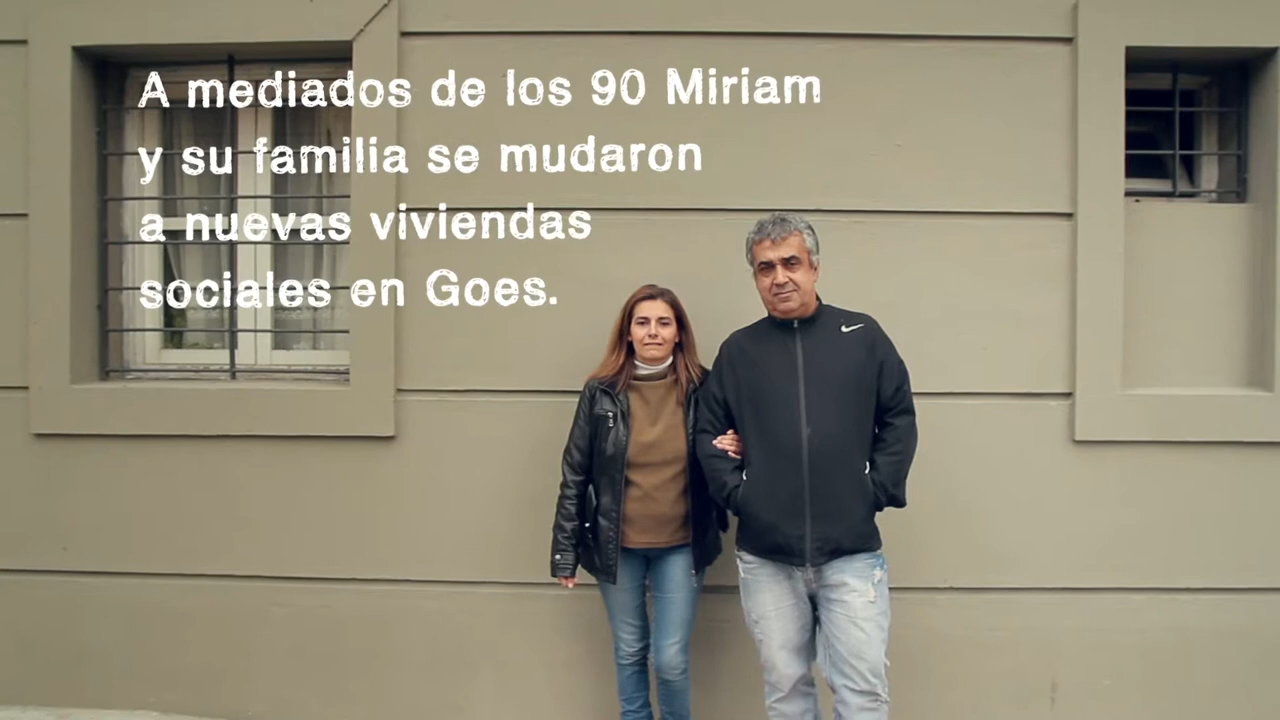 A mediados de los 90 Miriam
y su familia se mudaron
a nuevas viviendas
sociales en Goes.